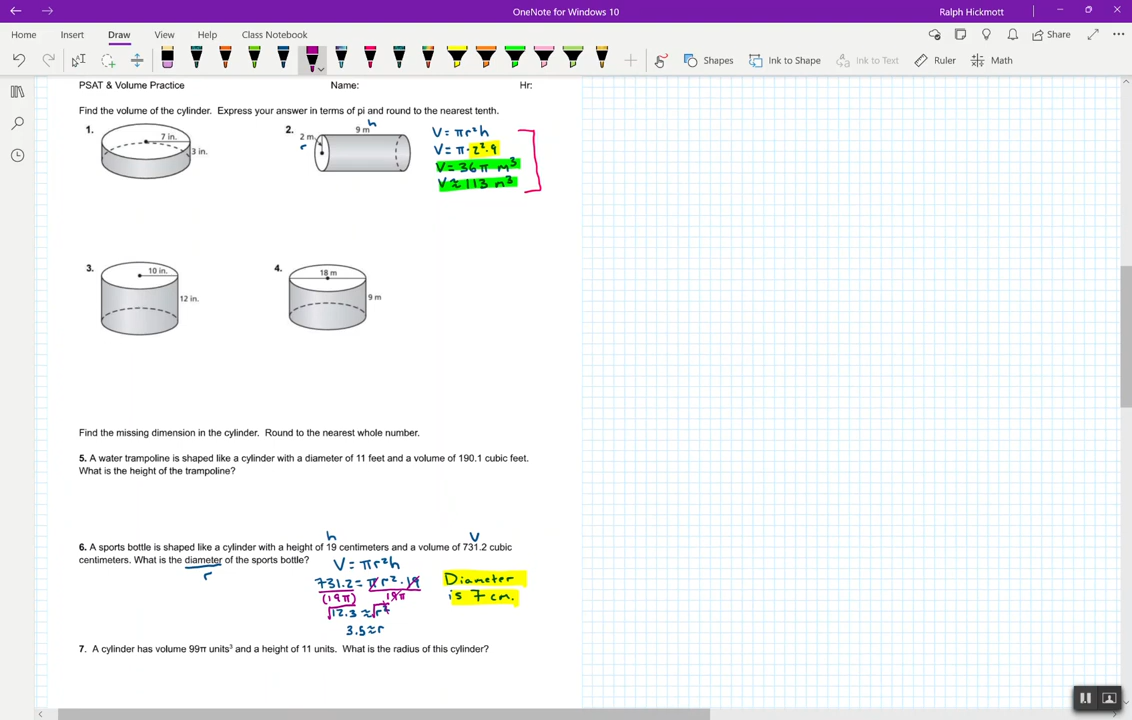 OneNote for Windows 10
Ralph Hickmott
Home Insert Draw View Help Class Notebook
Share
Shapes Ink to Shape Ink to Text Ruler Math
PSAT & Volume Practice Name: Hr:
Find the volume of the cylinder. Express your answer in terms of pi and round to the nearest tenth.
1. 7 in. 3 in.
2. 2 m r 9 m h
V = πr²h
V = π · 2² · 9
V = 36π m³
V ≈ 113 m³
3. 10 in. 12 in.
4. 18 m 9 m
Find the missing dimension in the cylinder. Round to the nearest whole number.
5. A water trampoline is shaped like a cylinder with a diameter of 11 feet and a volume of 190.1 cubic feet.
What is the height of the trampoline?
h V
6. A sports bottle is shaped like a cylinder with a height of 19 centimeters and a volume of 731.2 cubic
centimeters. What is the diameter of the sports bottle?
r
V = πr²h
731.2 = πr² · 19
(19π) 19π
√12.3 ≈ √r²
3.5 ≈ r
Diameter
is 7 cm.
7. A cylinder has volume 99π units³ and a height of 11 units. What is the radius of this cylinder?